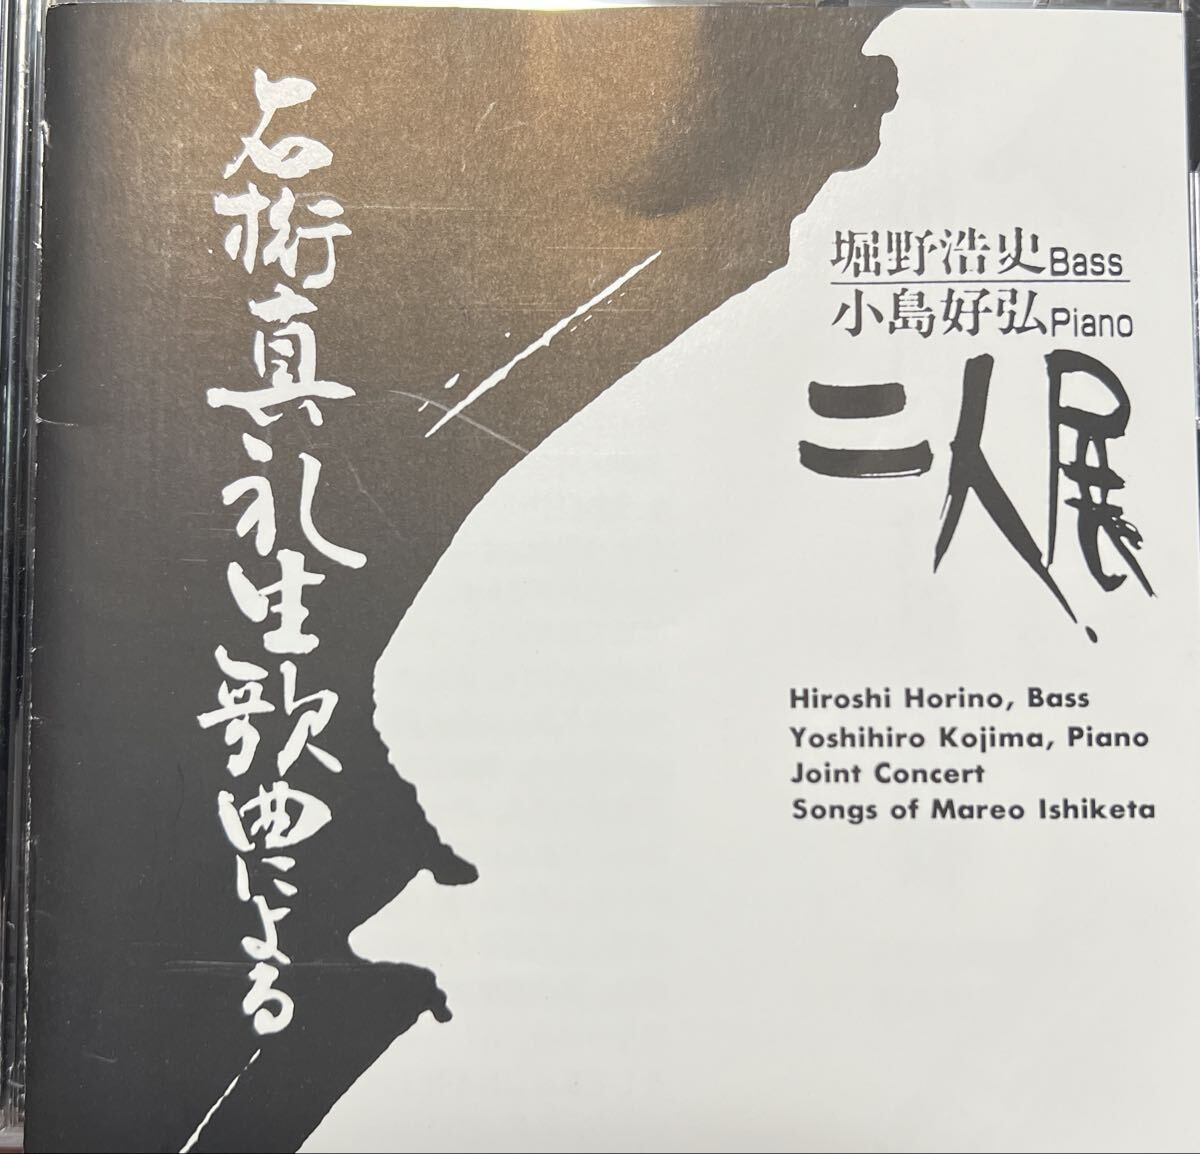 石桁真礼生歌曲による
堀野浩史Bass
小島好弘Piano
二人展
Hiroshi Horino, Bass
Yoshihiro Kojima, Piano
Joint Concert
Songs of Mareo Ishiketa